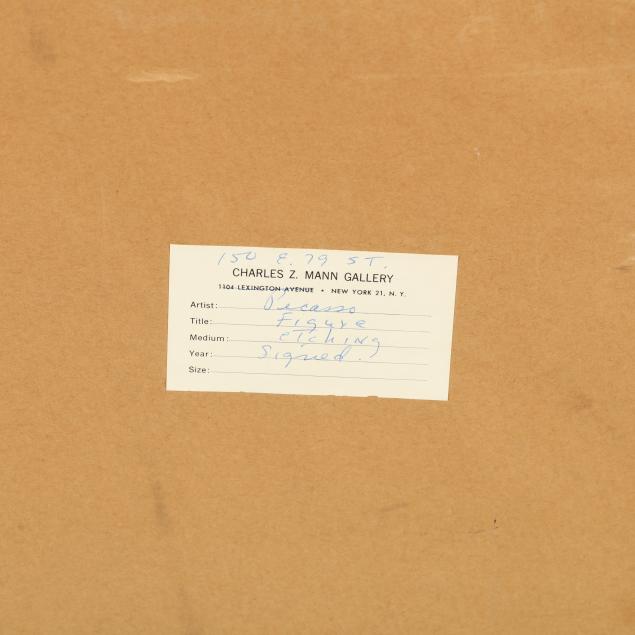 150 E. 79 ST.
CHARLES Z. MANN GALLERY
1104 LEXINGTON AVENUE • NEW YORK 21, N. Y.
Artist: Picasso
Title: Figure
Medium: etching
Year: Signed.
Size: